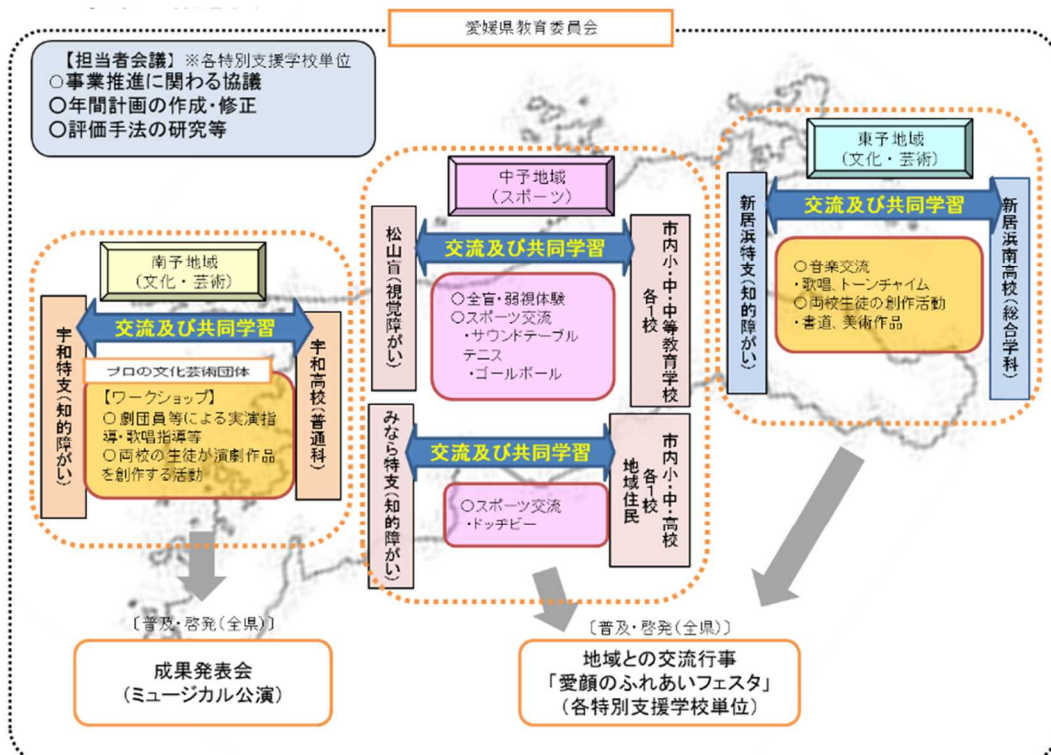 愛媛県教育委員会
【担当者会議】※各特別支援学校単位
○事業推進に関わる協議
○年間計画の作成・修正
○評価手法の研究等
南予地域
(文化・芸術)
宇和特支(知的障がい)
交流及び共同学習
宇和高校(普通科)
プロの文化芸術団体
【ワークショップ】
○劇団員等による実演指
導・歌唱指導等
○両校の生徒が演劇作品
を創作する活動
中予地域
(スポーツ)
松山盲(視覚障がい)
交流及び共同学習
市内小・中・中等教育学校
各1校
○全盲・弱視体験
○スポーツ交流
・サウンドテーブル
テニス
・ゴールボール
みなら特支(知的障がい)
交流及び共同学習
市内小・中・高校
各1校
地域住民
○スポーツ交流
・ドッヂビー
東予地域
(文化・芸術)
新居浜特支(知的障がい)
交流及び共同学習
新居浜南高校(総合学科)
○音楽交流
・歌唱、トーンチャイム
○両校生徒の創作活動
・書道、美術作品
〔普及・啓発(全県)〕
成果発表会
(ミュージカル公演)
〔普及・啓発(全県)〕
地域との交流行事
「愛顔のふれあいフェスタ」
(各特別支援学校単位)